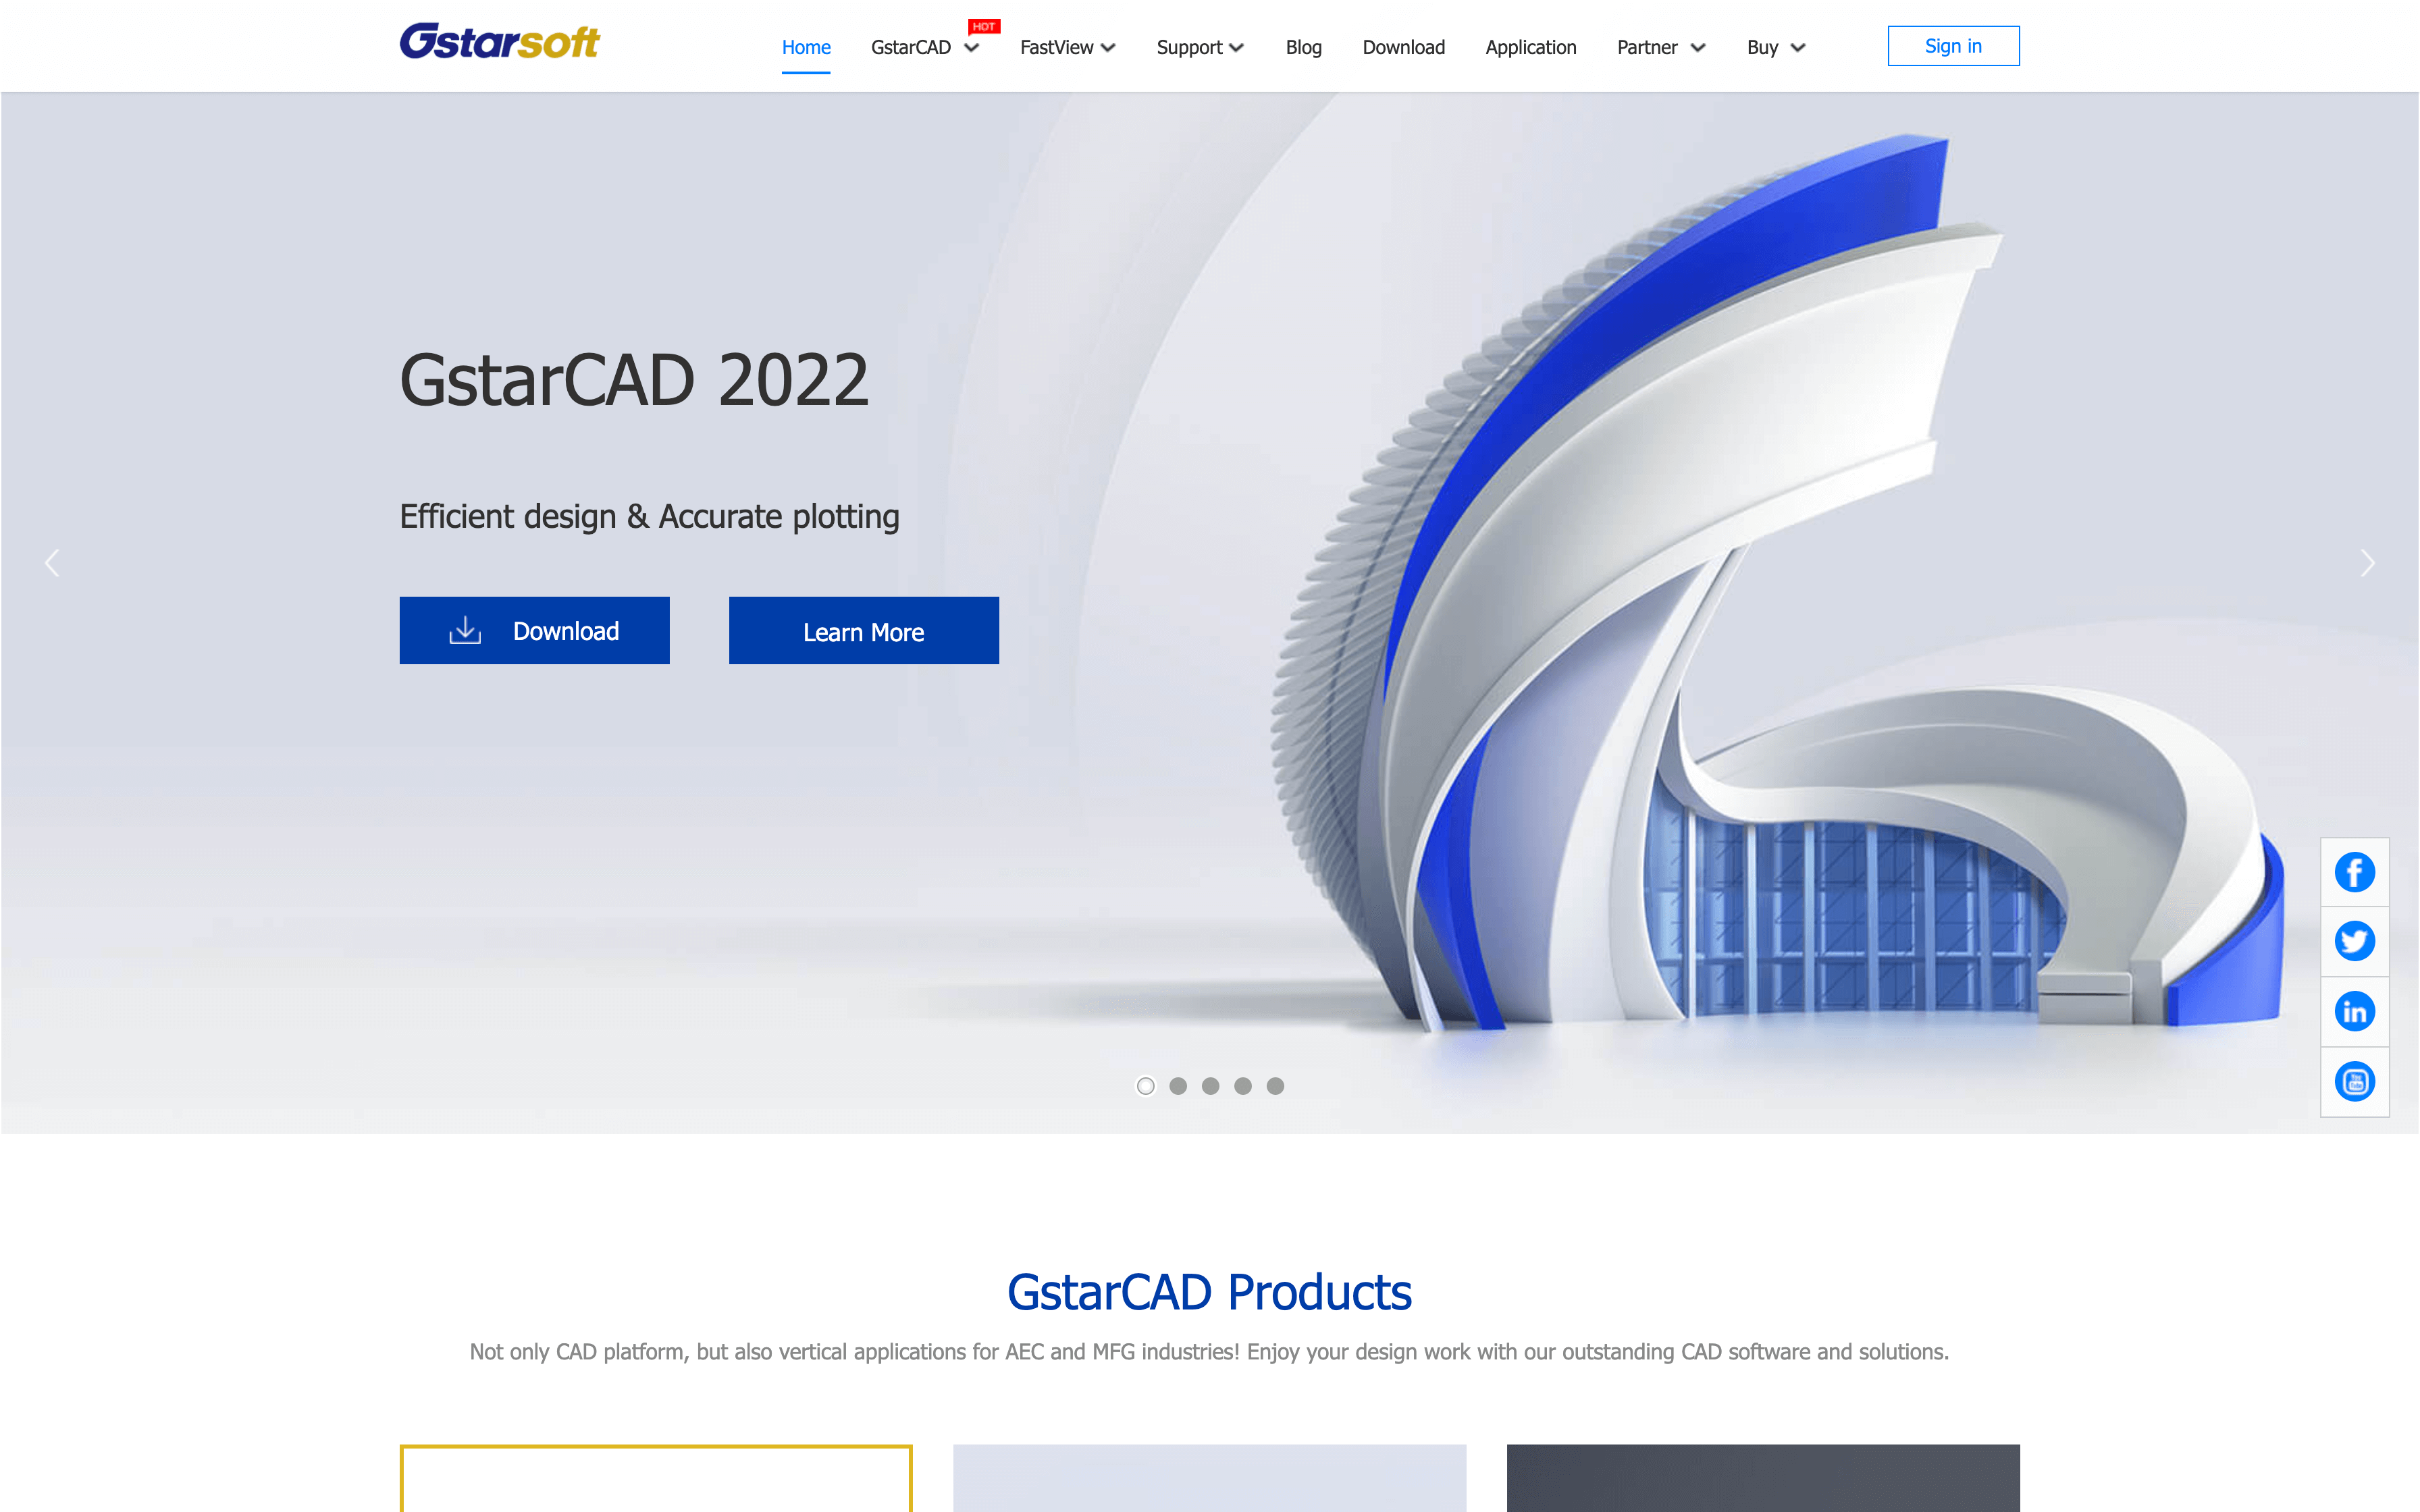 Gstarsoft
Home GstarCAD HOT FastView Support Blog Download Application Partner Buy Sign in
GstarCAD 2022
Efficient design & Accurate plotting
Download Learn More
GstarCAD Products
Not only CAD platform, but also vertical applications for AEC and MFG industries! Enjoy your design work with our outstanding CAD software and solutions.